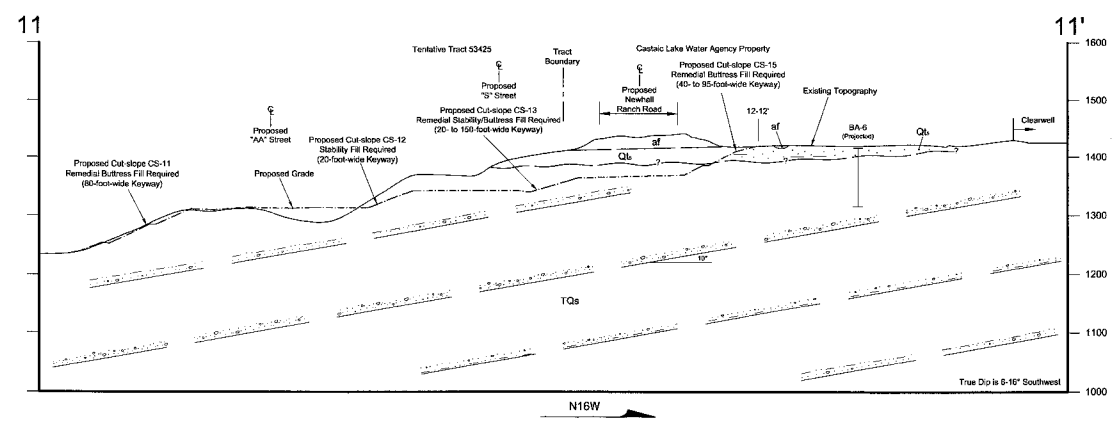 11
11'
Tentative Tract 53425
Tract
Boundary
Castaic Lake Water Agency Property
℄
Proposed
"AA" Street
℄
Proposed
"S" Street
℄
Proposed
Newhall
Ranch Road
Proposed Cut-slope CS-11
Remedial Buttress Fill Required
(80-foot-wide Keyway)
Proposed Grade
Proposed Cut-slope CS-12
Stability Fill Required
(20-foot-wide Keyway)
Proposed Cut-slope CS-13
Remedial Stability/Buttress Fill Required
(20- to 150-foot-wide Keyway)
Proposed Cut-slope CS-15
Remedial Buttress Fill Required
(40- to 95-foot-wide Keyway)
12-12'
Existing Topography
BA-6
(Projected)
Clearwell
af
af
Qts
Qts
?
?
?
10°
TQs
1600
1500
1400
1300
1200
1100
1000
True Dip is 6-16° Southwest
N16W